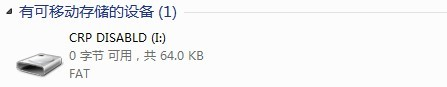 有可移动存储的设备 (1)
CRP DISABLD (I:)
0 字节 可用，共 64.0 KB
FAT